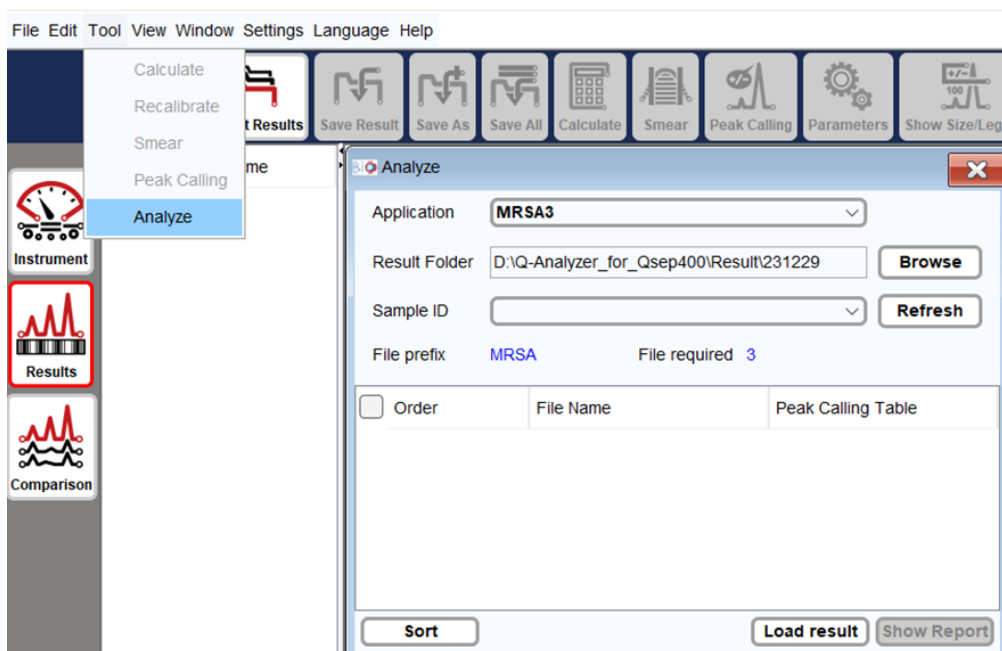 File Edit Tool View Window Settings Language Help
Calculate
Recalibrate
Smear
Peak Calling
Analyze
t Results
Save Result
Save As
Save All
Calculate
Smear
Peak Calling
Parameters
Show Size/Leg
+/-
+/-
100
me
Instrument
Results
Comparison
Analyze
Application MRSA3
Result Folder D:\Q-Analyzer_for_Qsep400\Result\231229 Browse
Sample ID Refresh
File prefix MRSA File required 3
Order File Name Peak Calling Table
Sort Load result Show Report